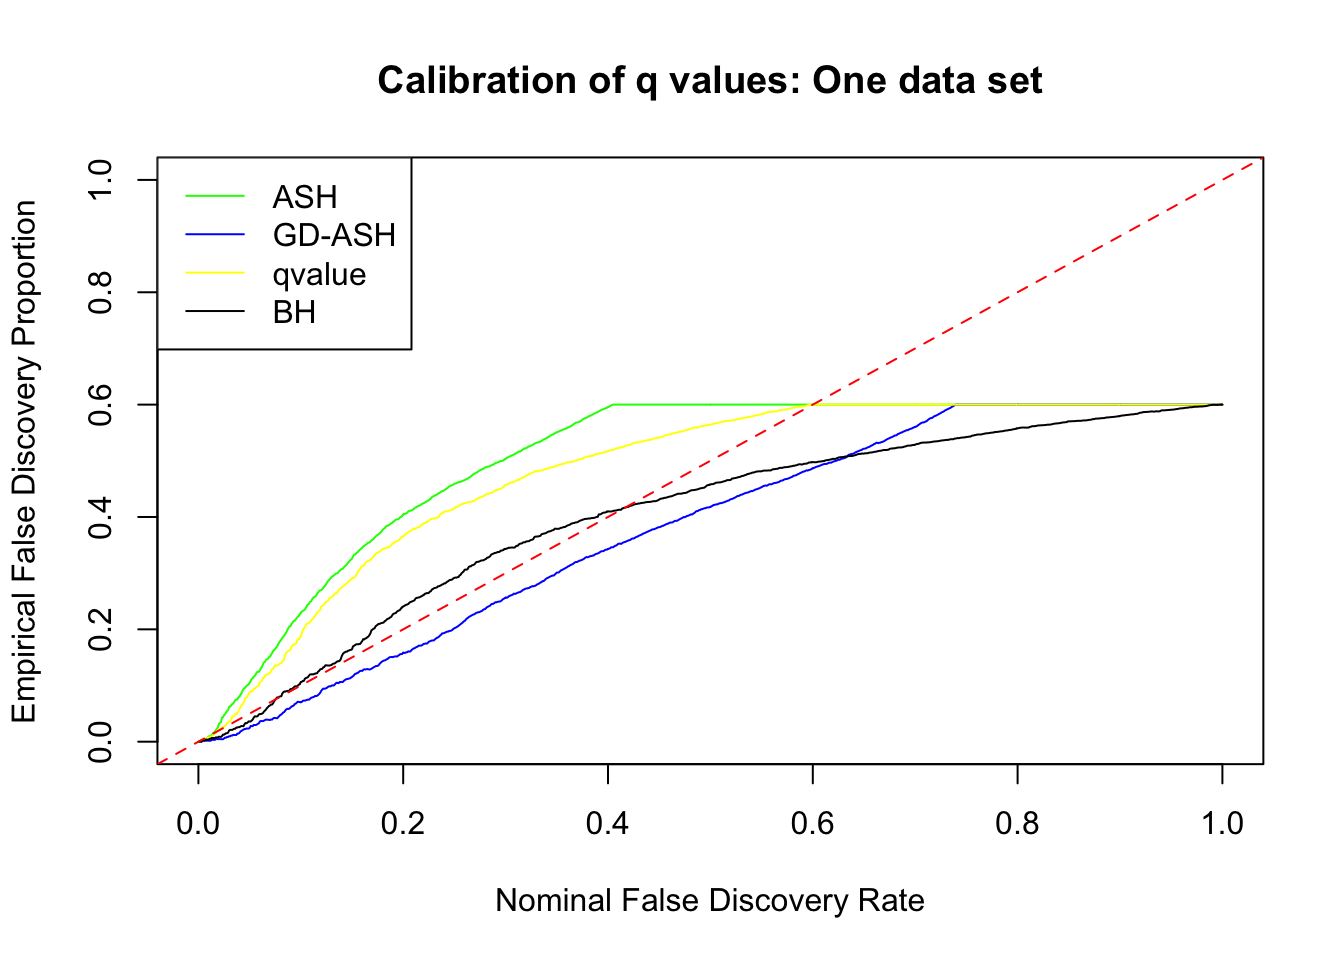 Calibration of q values: One data set
ASH
GD-ASH
qvalue
BH
Empirical False Discovery Proportion
1.0
0.8
0.6
0.4
0.2
0.0
0.0 0.2 0.4 0.6 0.8 1.0
Nominal False Discovery Rate